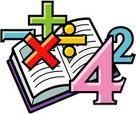 +
− × ÷
4²